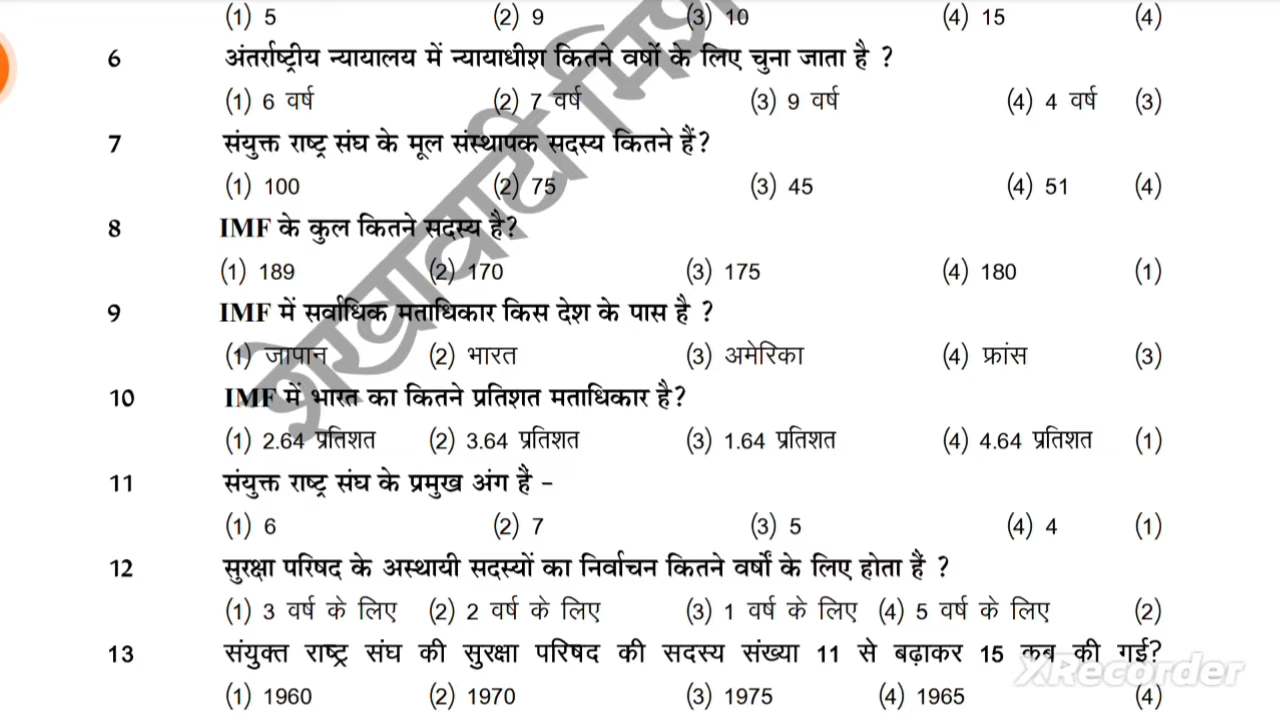 (1) 5 (2) 9 (3) 10 (4) 15 (4)
6 अंतर्राष्ट्रीय न्यायालय में न्यायाधीश कितने वर्षों के लिए चुना जाता है ?
(1) 6 वर्ष (2) 7 वर्ष (3) 9 वर्ष (4) 4 वर्ष (3)
7 संयुक्त राष्ट्र संघ के मूल संस्थापक सदस्य कितने हैं?
(1) 100 (2) 75 (3) 45 (4) 51 (4)
8 IMF के कुल कितने सदस्य है?
(1) 189 (2) 170 (3) 175 (4) 180 (1)
9 IMF में सर्वाधिक मताधिकार किस देश के पास है ?
(1) जापान (2) भारत (3) अमेरिका (4) फ्रांस (3)
10 IMF में भारत का कितने प्रतिशत मताधिकार है?
(1) 2.64 प्रतिशत (2) 3.64 प्रतिशत (3) 1.64 प्रतिशत (4) 4.64 प्रतिशत (1)
11 संयुक्त राष्ट्र संघ के प्रमुख अंग हैं –
(1) 6 (2) 7 (3) 5 (4) 4 (1)
12 सुरक्षा परिषद के अस्थायी सदस्यों का निर्वाचन कितने वर्षों के लिए होता हैं ?
(1) 3 वर्ष के लिए (2) 2 वर्ष के लिए (3) 1 वर्ष के लिए (4) 5 वर्ष के लिए (2)
13 संयुक्त राष्ट्र संघ की सुरक्षा परिषद की सदस्य संख्या 11 से बढ़ाकर 15 कब की गई?
(1) 1960 (2) 1970 (3) 1975 (4) 1965 (4)
शेखावाटी
XRecorder